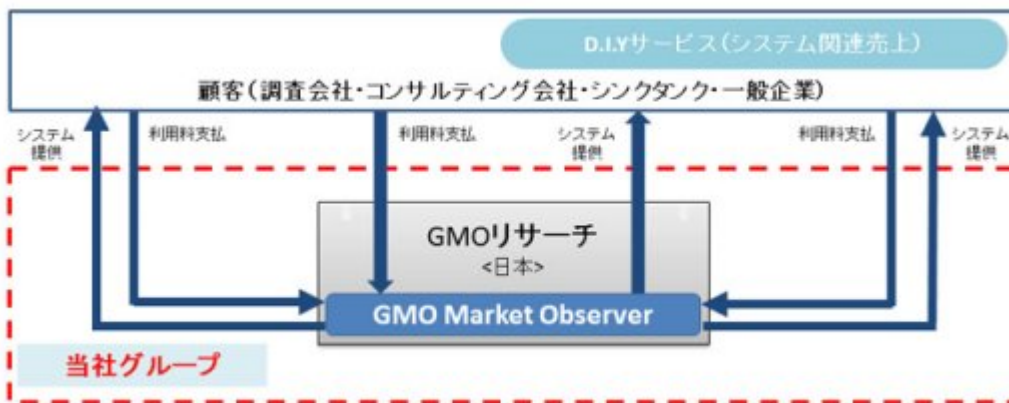 D.I.Yサービス(システム関連売上)
顧客(調査会社・コンサルティング会社・シンクタンク・一般企業)
システム
提供
利用料支払
利用料支払
システム
提供
利用料支払
システム
提供
GMOリサーチ
<日本>
GMO Market Observer
当社グループ